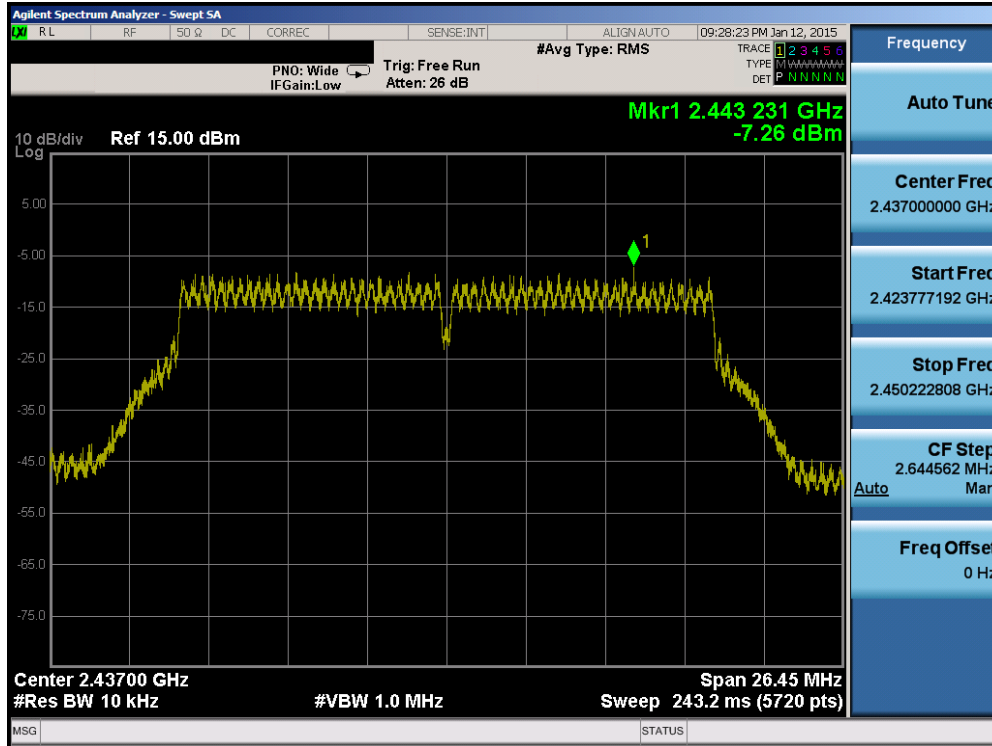 Agilent Spectrum Analyzer - Swept SA
LXI RL RF 50 Ω DC CORREC SENSE:INT ALIGN AUTO 09:28:23 PM Jan 12, 2015
#Avg Type: RMS
TRACE 1 2 3 4 5 6
PNO: Wide Trig: Free Run
TYPE M WWWWW
IFGain:Low Atten: 26 dB
DET P N N N N N
Mkr1 2.443 231 GHz
-7.26 dBm
10 dB/div Ref 15.00 dBm
Log
5.00
1
-5.00
-15.0
-25.0
-35.0
-45.0
-55.0
-65.0
-75.0
Center 2.43700 GHz Span 26.45 MHz
#Res BW 10 kHz #VBW 1.0 MHz Sweep 243.2 ms (5720 pts)
MSG STATUS
Frequency
Auto Tune
Center Freq
2.437000000 GHz
Start Freq
2.423777192 GHz
Stop Freq
2.450222808 GHz
CF Step
2.644562 MHz
Auto Man
Freq Offset
0 Hz